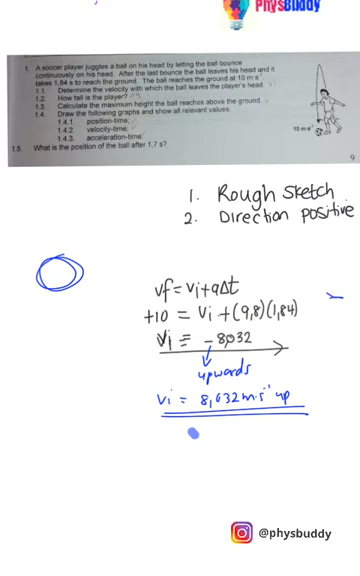 PhysBuddy
1. A soccer player juggles a ball on his head by letting the ball bounce
continuously on his head. After the last bounce the ball leaves his head and it
takes 1.84 s to reach the ground. The ball reaches the ground at 10 m·s⁻¹
1.1. Determine the velocity with which the ball leaves the player's head.
1.2. How tall is the player?
1.3. Calculate the maximum height the ball reaches above the ground.
1.4. Draw the following graphs and show all relevant values:
1.4.1. position-time;
1.4.2. velocity-time;
1.4.3. acceleration-time
1.5. What is the position of the ball after 1.7 s?
10 m·s⁻¹
9
1. Rough Sketch
2. Direction positive
vf = vi + a∆t
+10 = vi + (9,8)(1,84)
vi = -8,032
upwards
vi = 8,032 m·s⁻¹ up
@physbuddy